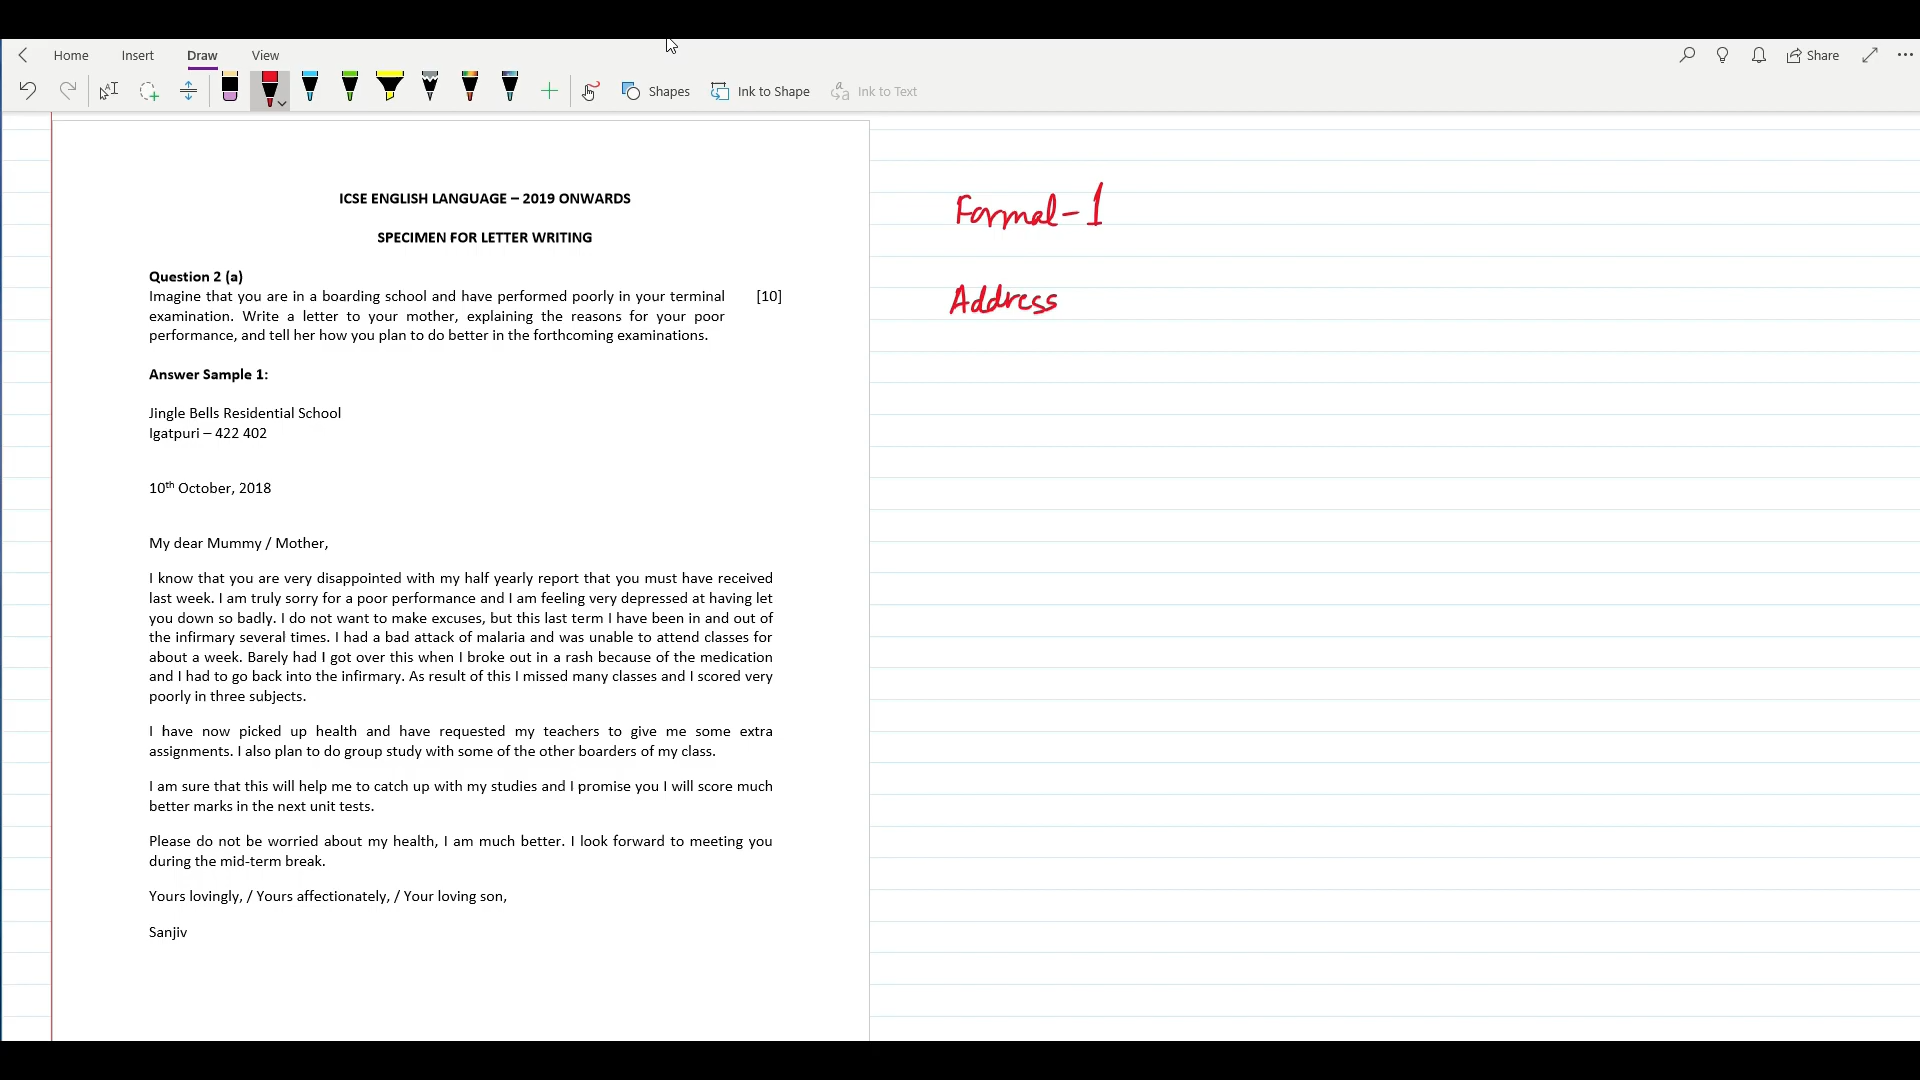 Home Insert Draw View Share
Shapes Ink to Shape Ink to Text
ICSE ENGLISH LANGUAGE – 2019 ONWARDS
SPECIMEN FOR LETTER WRITING
Question 2 (a)
Imagine that you are in a boarding school and have performed poorly in your terminal [10]
examination. Write a letter to your mother, explaining the reasons for your poor
performance, and tell her how you plan to do better in the forthcoming examinations.
Answer Sample 1:
Jingle Bells Residential School
Igatpuri – 422 402
10th October, 2018
My dear Mummy / Mother,
I know that you are very disappointed with my half yearly report that you must have received
last week. I am truly sorry for a poor performance and I am feeling very depressed at having let
you down so badly. I do not want to make excuses, but this last term I have been in and out of
the infirmary several times. I had a bad attack of malaria and was unable to attend classes for
about a week. Barely had I got over this when I broke out in a rash because of the medication
and I had to go back into the infirmary. As result of this I missed many classes and I scored very
poorly in three subjects.
I have now picked up health and have requested my teachers to give me some extra
assignments. I also plan to do group study with some of the other boarders of my class.
I am sure that this will help me to catch up with my studies and I promise you I will score much
better marks in the next unit tests.
Please do not be worried about my health, I am much better. I look forward to meeting you
during the mid-term break.
Yours lovingly, / Yours affectionately, / Your loving son,
Sanjiv
Formal - 1
Address